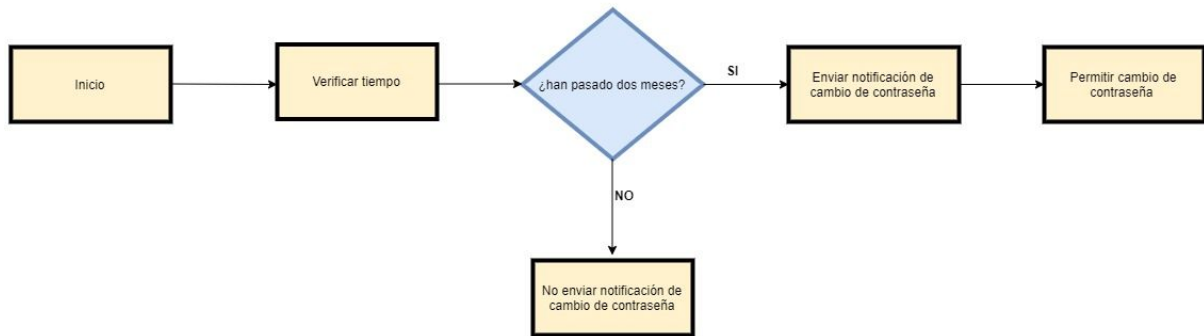 Inicio
Verificar tiempo
¿han pasado dos meses?
SI
Enviar notificación de
cambio de contraseña
Permitir cambio de
contraseña
NO
No enviar notificación de
cambio de contraseña